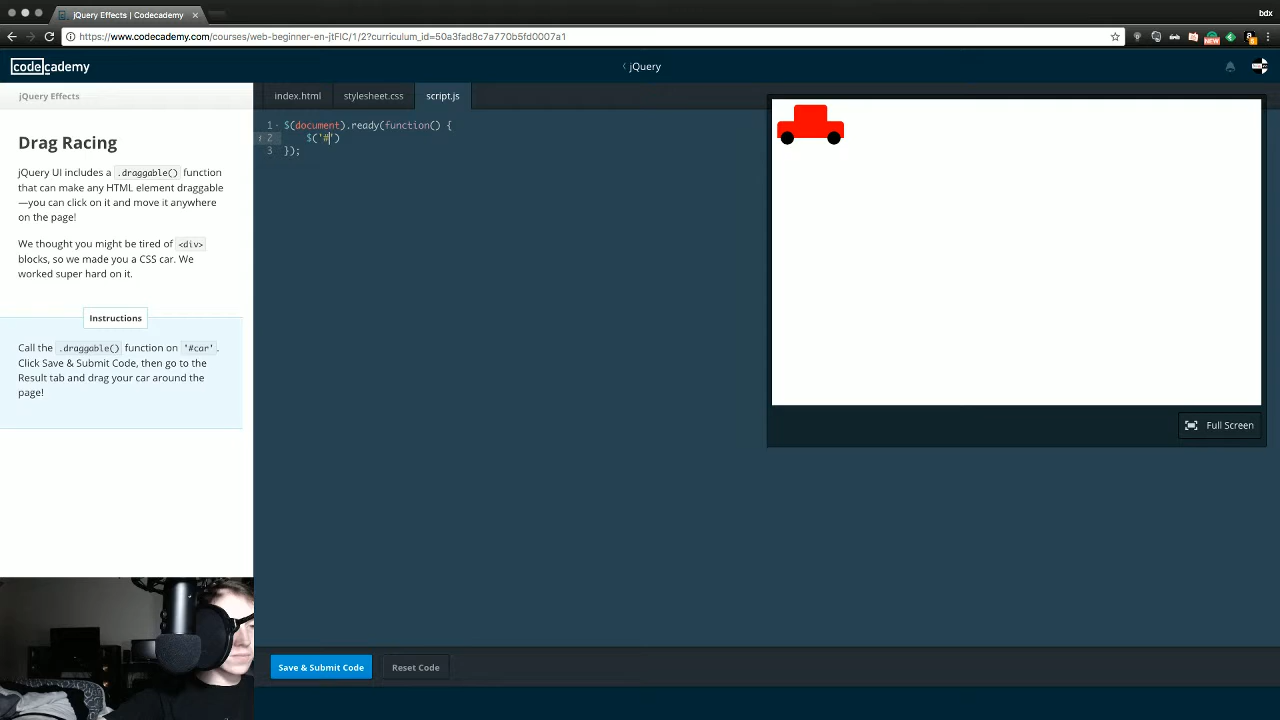 jQuery Effects | Codecademy
bdx
https://www.codecademy.com/courses/web-beginner-en-jtFIC/1/2?curriculum_id=50a3fad8c7a770b5fd0007a1
NEW
codecademy
jQuery
jQuery Effects
index.html
stylesheet.css
script.js
Drag Racing
jQuery UI includes a .draggable() function
that can make any HTML element draggable
—you can click on it and move it anywhere
on the page!
We thought you might be tired of <div>
blocks, so we made you a CSS car. We
worked super hard on it.
Instructions
Call the .draggable() function on '#car'.
Click Save & Submit Code, then go to the
Result tab and drag your car around the
page!
1 $(document).ready(function() {
2 $('#')
3 });
Full Screen
Save & Submit Code
Reset Code